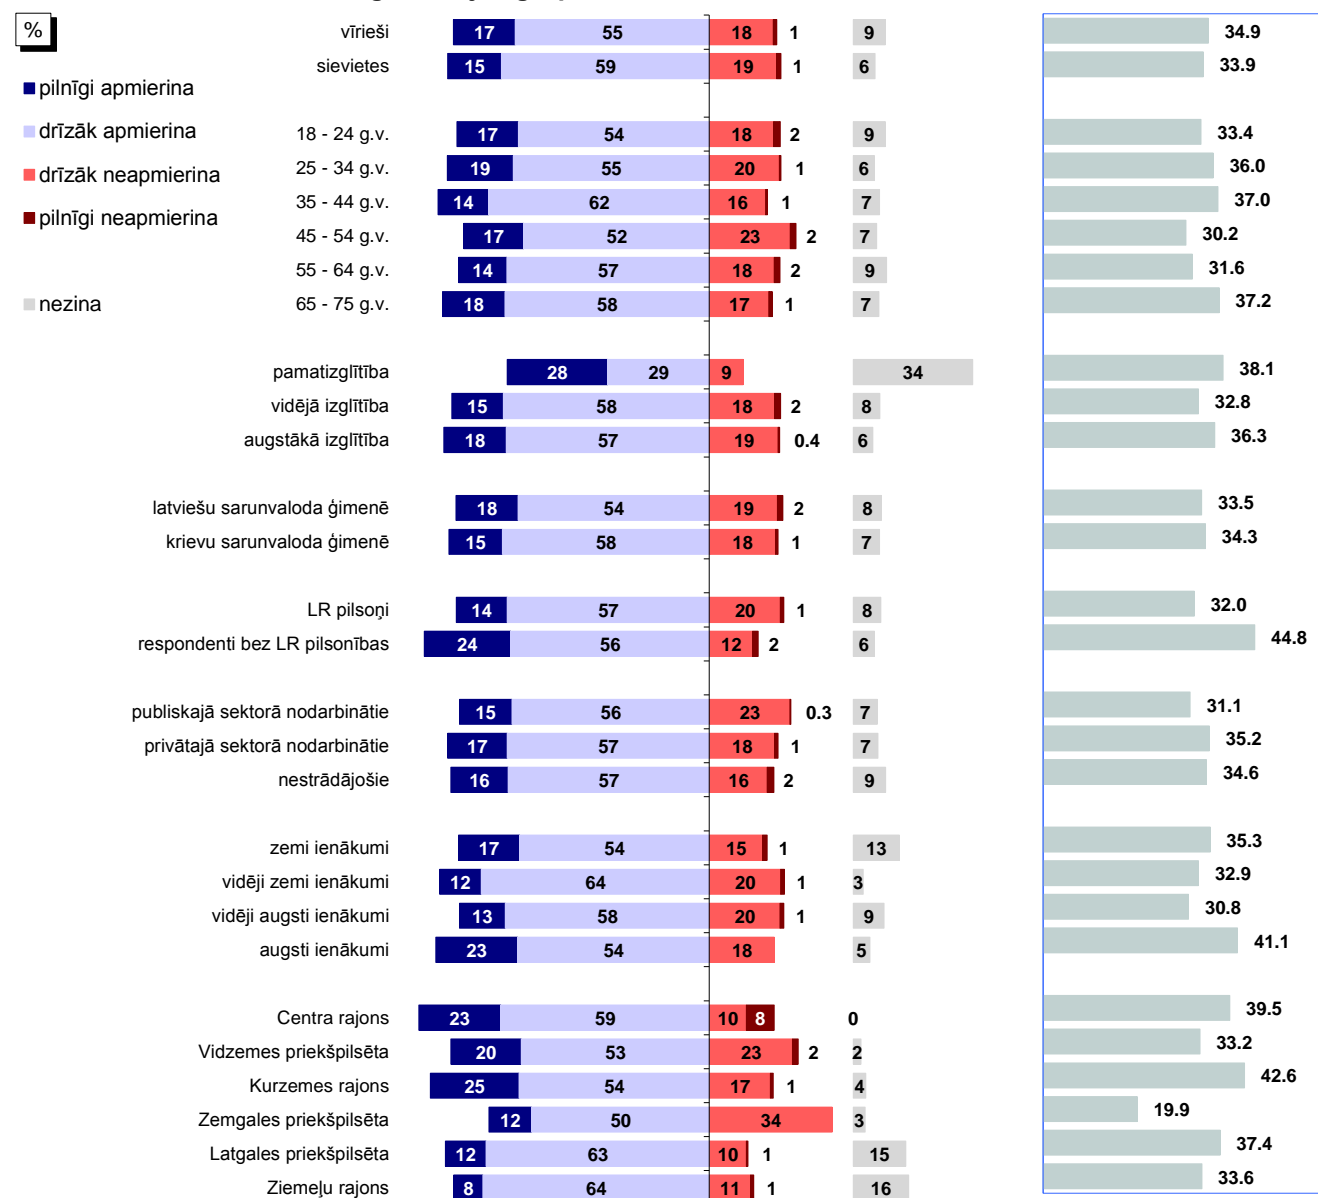 %
pilnīgi apmierina
drīzāk apmierina
drīzāk neapmierina
pilnīgi neapmierina
nezina
vīrieši 17 55 18 1 9 34.9
sievietes 15 59 19 1 6 33.9
18 - 24 g.v. 17 54 18 2 9 33.4
25 - 34 g.v. 19 55 20 1 6 36.0
35 - 44 g.v. 14 62 16 1 7 37.0
45 - 54 g.v. 17 52 23 2 7 30.2
55 - 64 g.v. 14 57 18 2 9 31.6
65 - 75 g.v. 18 58 17 1 7 37.2
pamatizglītība 28 29 9 34 38.1
vidējā izglītība 15 58 18 2 8 32.8
augstākā izglītība 18 57 19 0.4 6 36.3
latviešu sarunvaloda ģimenē 18 54 19 2 8 33.5
krievu sarunvaloda ģimenē 15 58 18 1 7 34.3
LR pilsoņi 14 57 20 1 8 32.0
respondenti bez LR pilsonības 24 56 12 2 6 44.8
publiskajā sektorā nodarbinātie 15 56 23 0.3 7 31.1
privātajā sektorā nodarbinātie 17 57 18 1 7 35.2
nestrādājošie 16 57 16 2 9 34.6
zemi ienākumi 17 54 15 1 13 35.3
vidēji zemi ienākumi 12 64 20 1 3 32.9
vidēji augsti ienākumi 13 58 20 1 9 30.8
augsti ienākumi 23 54 18 5 41.1
Centra rajons 23 59 10 8 0 39.5
Vidzemes priekšpilsēta 20 53 23 2 2 33.2
Kurzemes rajons 25 54 17 1 4 42.6
Zemgales priekšpilsēta 12 50 34 3 19.9
Latgales priekšpilsēta 12 63 10 1 15 37.4
Ziemeļu rajons 8 64 11 1 16 33.6